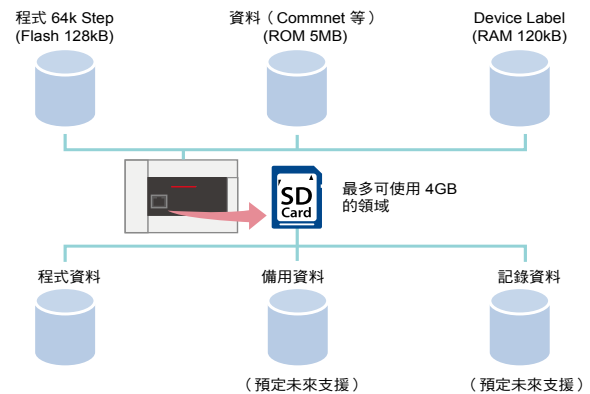 程式 64k Step
(Flash 128kB)
資料（Commnet 等）
(ROM 5MB)
Device Label
(RAM 120kB)
SD
Card
最多可使用 4GB
的領域
程式資料
備用資料
記錄資料
（預定未來支援）
（預定未來支援）